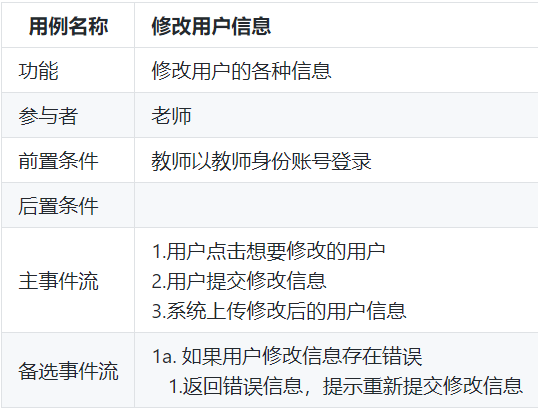 用例名称 修改用户信息
功能 修改用户的各种信息
参与者 老师
前置条件 教师以教师身份账号登录
后置条件
主事件流
1.用户点击想要修改的用户
2.用户提交修改信息
3.系统上传修改后的用户信息
备选事件流
1a. 如果用户修改信息存在错误
1.返回错误信息，提示重新提交修改信息